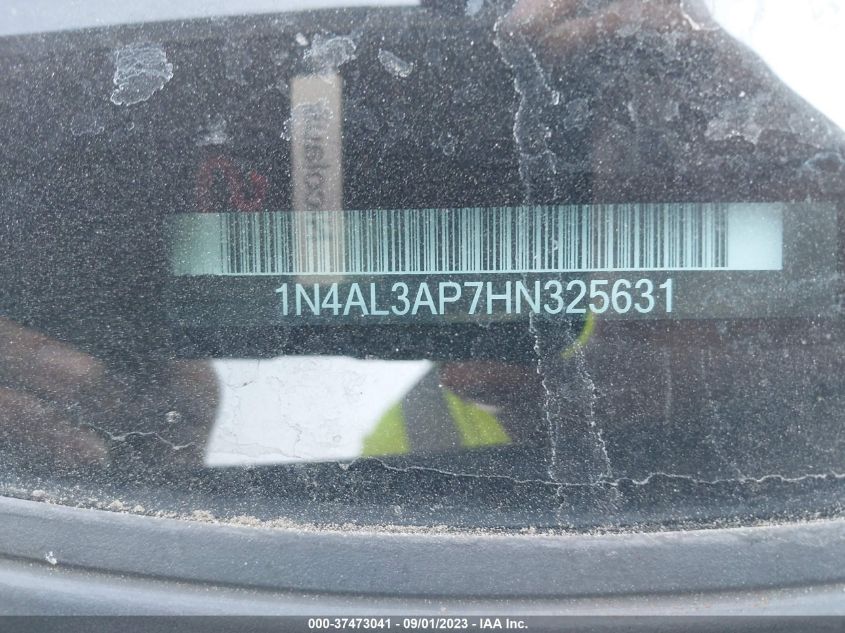 1N4AL3AP7HN325631
000-37473041 - 09/01/2023 - IAA Inc.